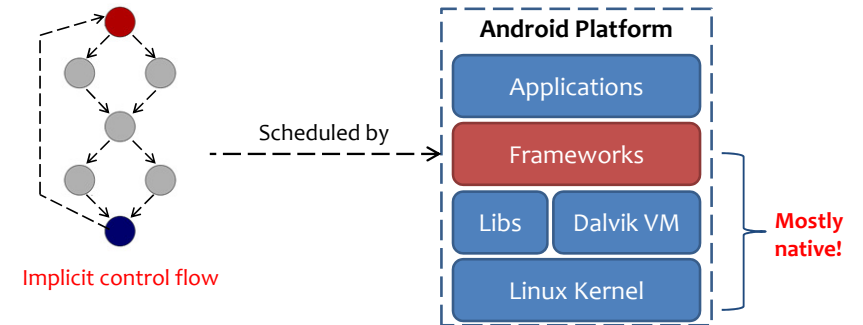 Android Platform
Applications
Scheduled by
Frameworks
Libs
Dalvik VM
Mostly
native!
Implicit control flow
Linux Kernel